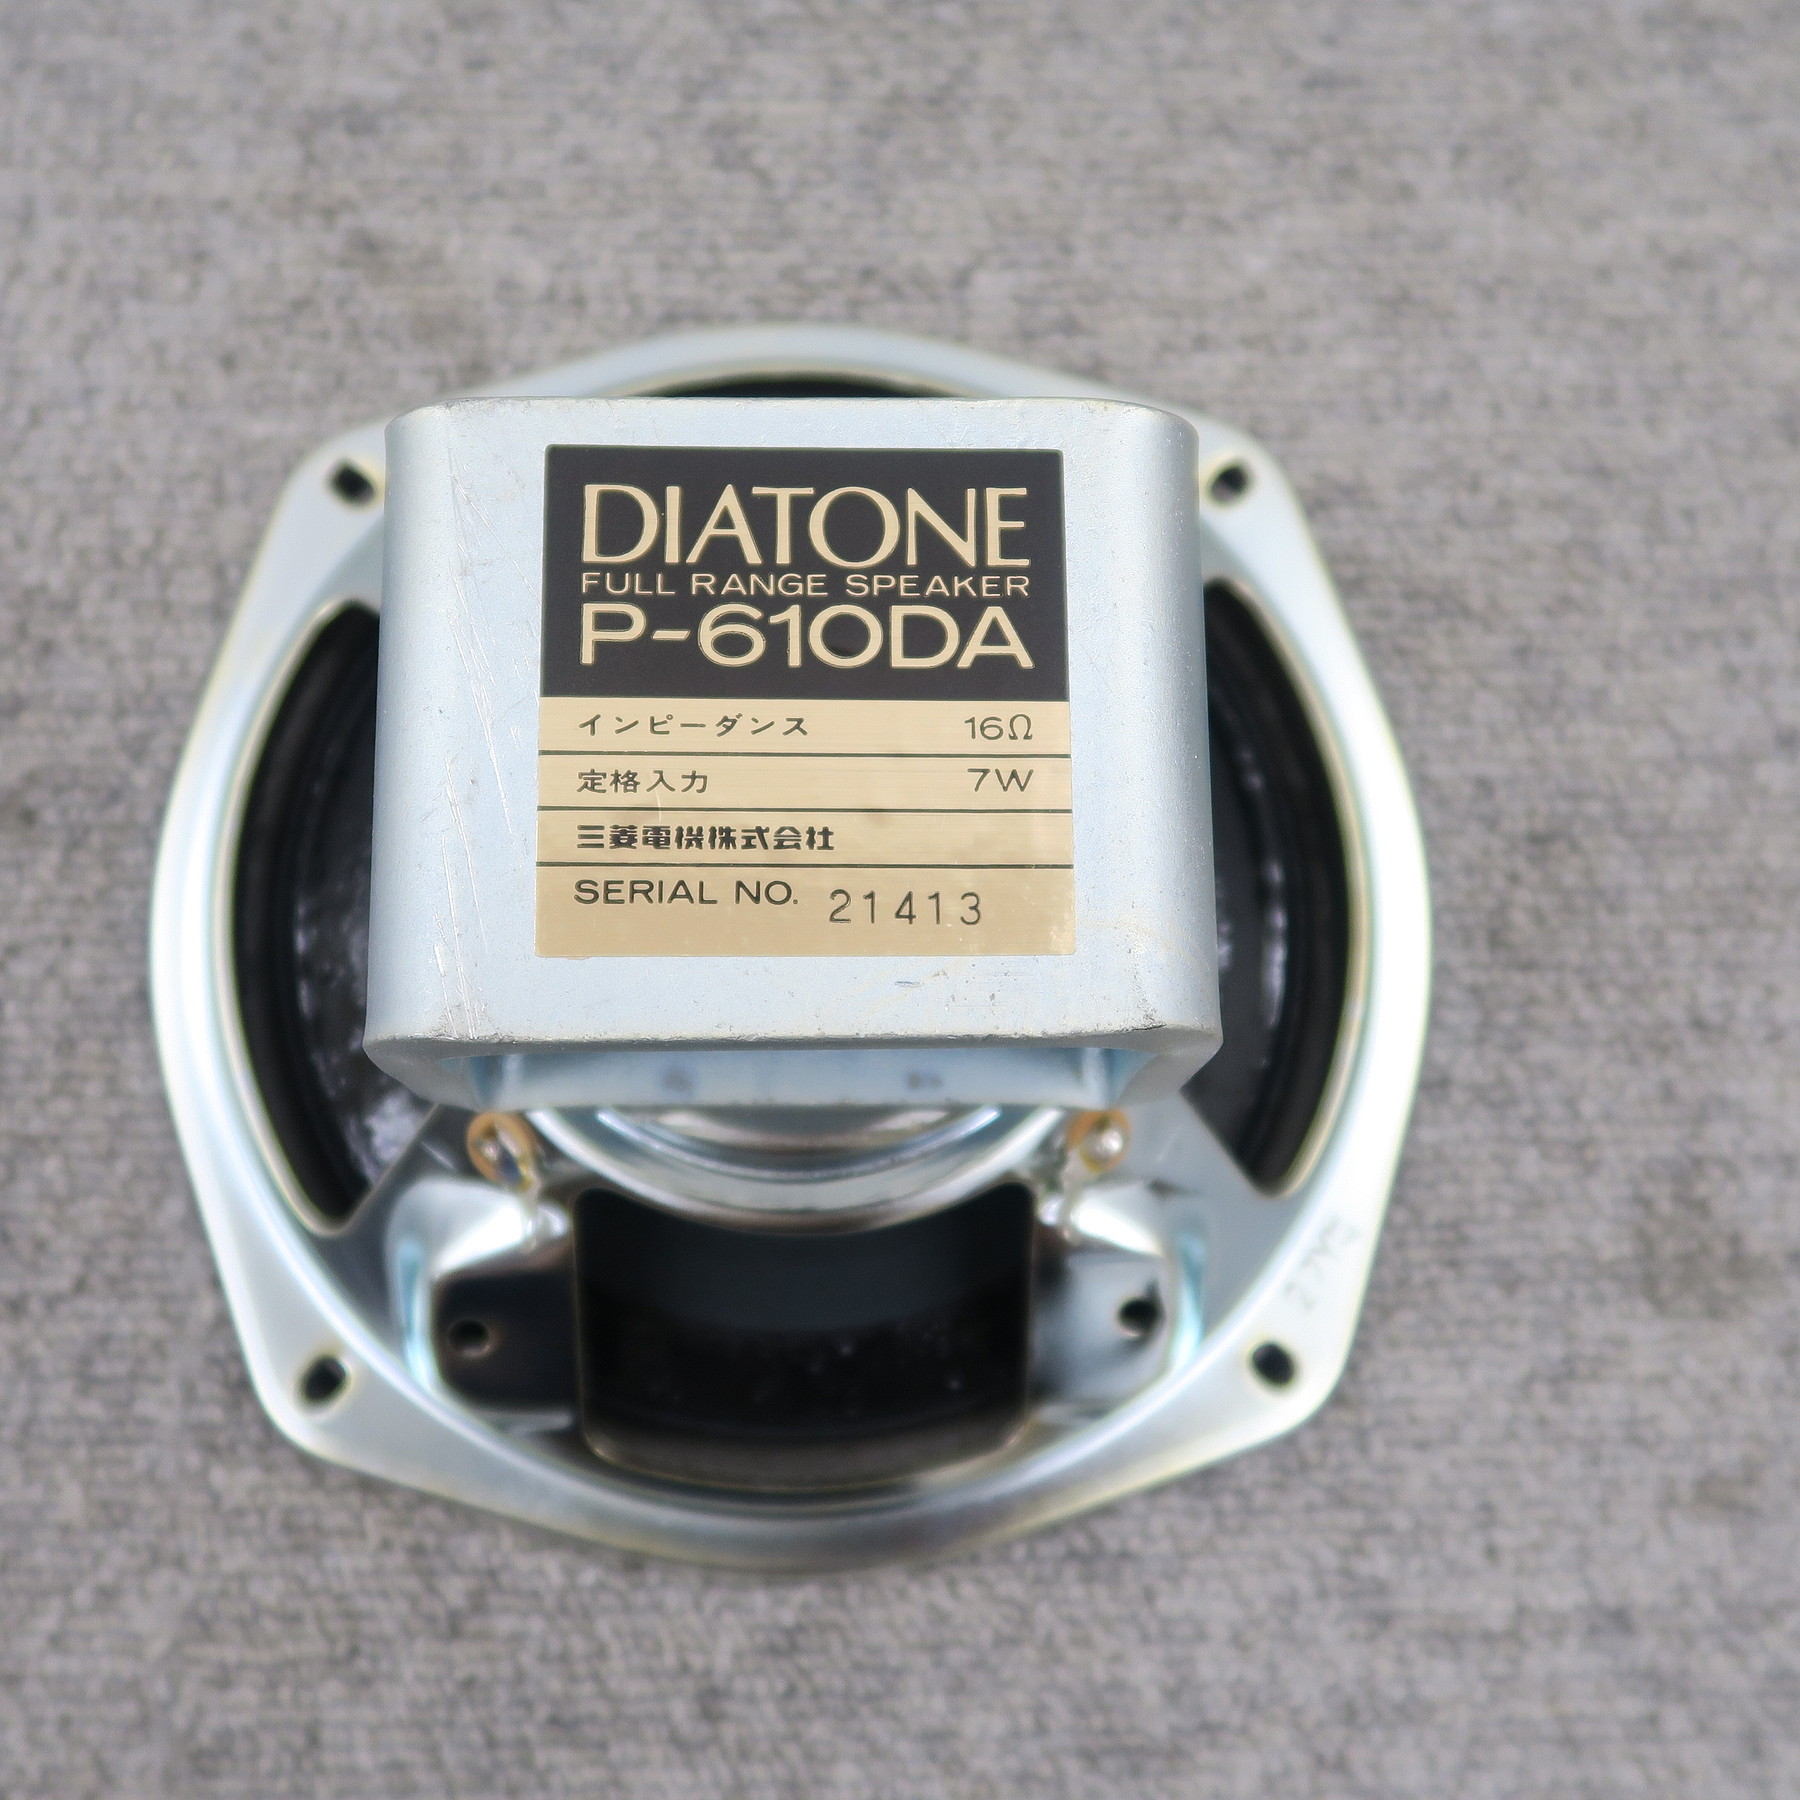 DIATONE
FULL RANGE SPEAKER
P-610DA
インピーダンス 16Ω
定格入力 7W
三菱電機株式会社
SERIAL NO. 21413